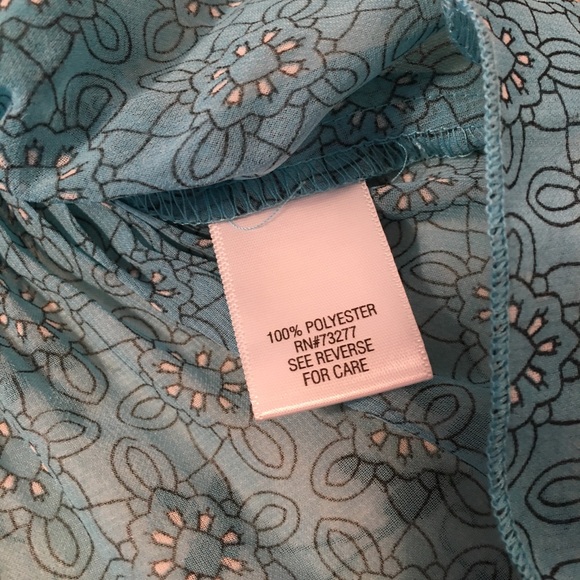 100% POLYESTER
RN#73277
SEE REVERSE
FOR CARE